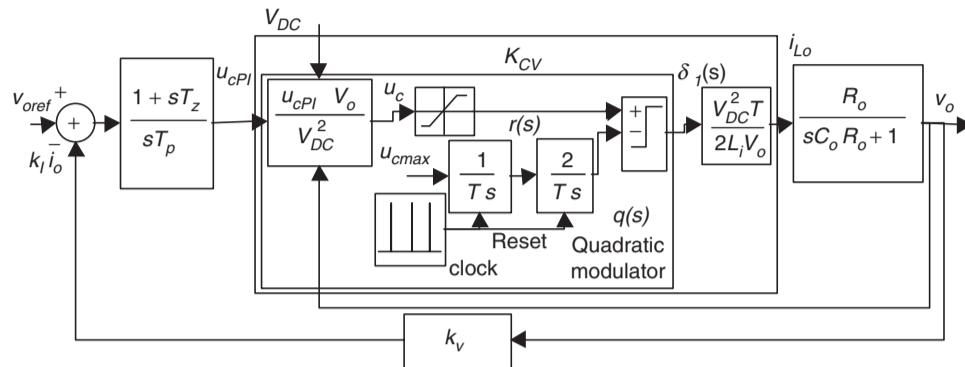 V_DC
K_CV
i_Lo
u_cPI
δ_1(s)
v_oref +
+
k_I i_o −
1 + sT_z
sT_p
u_cPI V_o
V_DC^2
u_c
r(s)
+
−
V_DC^2 T
2L_i V_o
R_o
sC_o R_o + 1
v_o
u_cmax
1
T s
2
T s
Reset
clock
q(s)
Quadratic
modulator
k_v